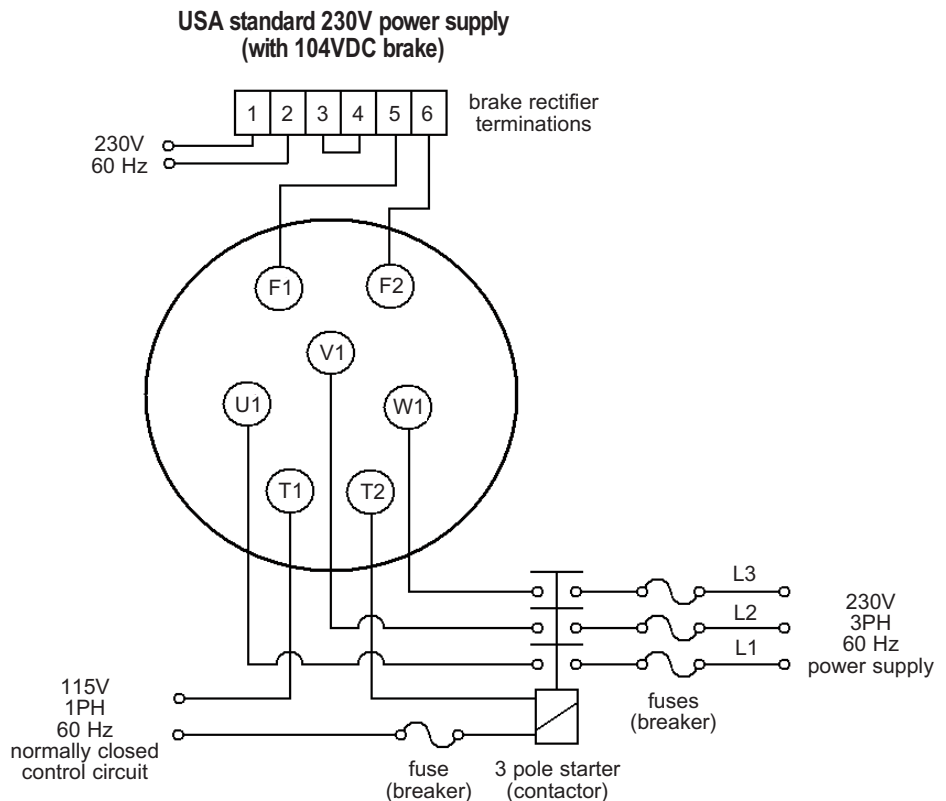 USA standard 230V power supply
(with 104VDC brake)
1 2 3 4 5 6
brake rectifier
terminations
230V
60 Hz
F1
F2
V1
U1
W1
T1
T2
L3
L2
L1
230V
3PH
60 Hz
power supply
115V
1PH
60 Hz
normally closed
control circuit
fuse
(breaker)
3 pole starter
(contactor)
fuses
(breaker)